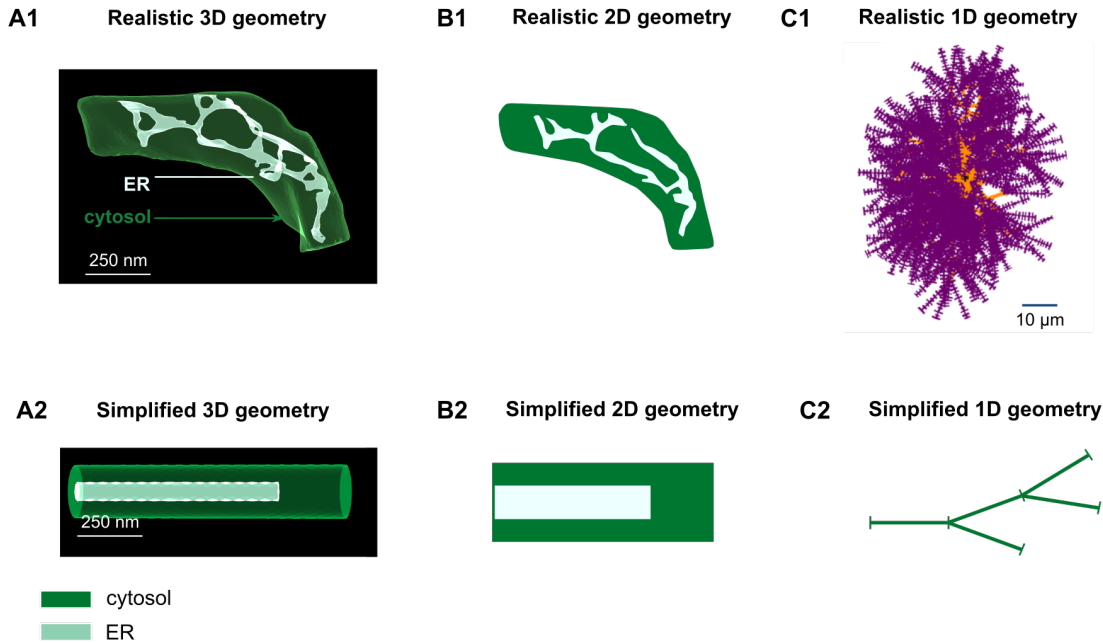 A1 Realistic 3D geometry
B1 Realistic 2D geometry
C1 Realistic 1D geometry
ER
cytosol
250 nm
10 µm
A2 Simplified 3D geometry
B2 Simplified 2D geometry
C2 Simplified 1D geometry
250 nm
cytosol
ER